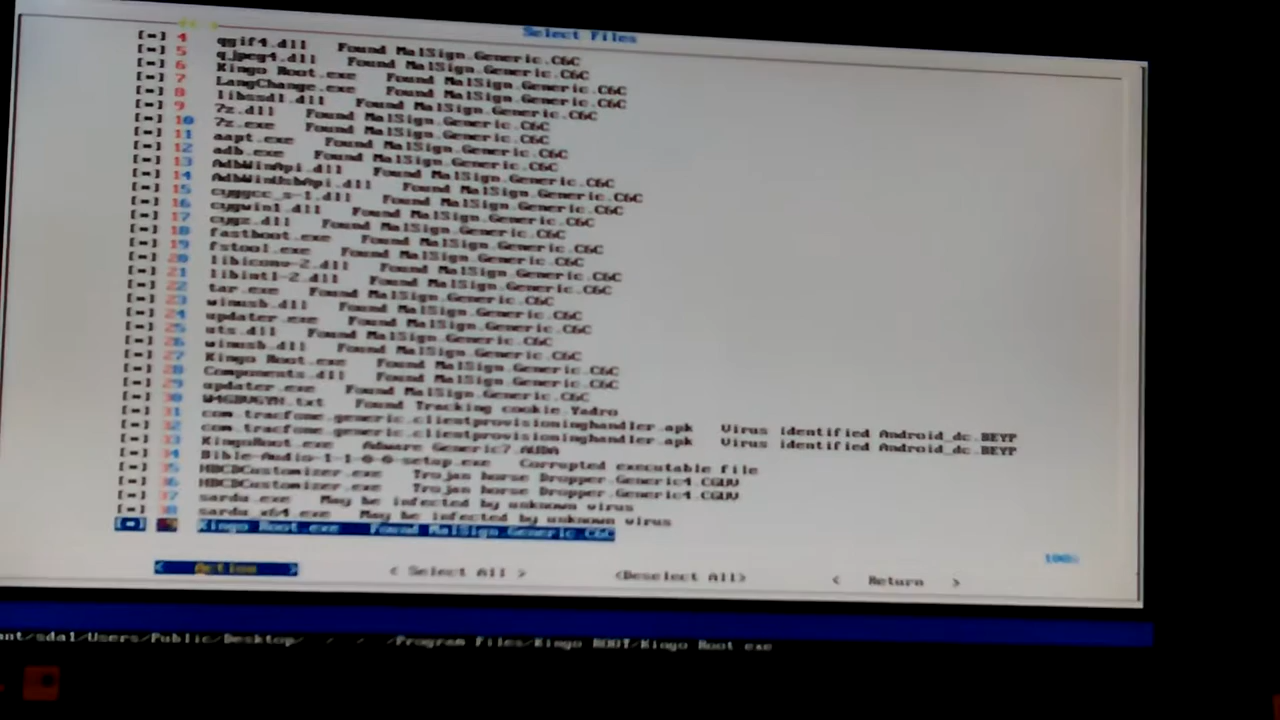 Select Files
[-] 4 qgif4.dll Found MalSign.Generic.C6C
[-] 5 qjpeg4.dll Found MalSign.Generic.C6C
[-] 6 Kingo Root.exe Found MalSign.Generic.C6C
[-] 7 LangChange.exe Found MalSign.Generic.C6C
[-] 8 libssd1.dll Found MalSign.Generic.C6C
[-] 9 7z.dll Found MalSign.Generic.C6C
[-] 10 7z.exe Found MalSign.Generic.C6C
[-] 11 aapt.exe Found MalSign.Generic.C6C
[-] 12 adb.exe Found MalSign.Generic.C6C
[-] 13 AdbWinApi.dll Found MalSign.Generic.C6C
[-] 14 AdbWinUsbApi.dll Found MalSign.Generic.C6C
[-] 15 cyggcc_s-1.dll Found MalSign.Generic.C6C
[-] 16 cygwin1.dll Found MalSign.Generic.C6C
[-] 17 cygz.dll Found MalSign.Generic.C6C
[-] 18 fastboot.exe Found MalSign.Generic.C6C
[-] 19 fstool.exe Found MalSign.Generic.C6C
[-] 20 libiconv-2.dll Found MalSign.Generic.C6C
[-] 21 libintl-2.dll Found MalSign.Generic.C6C
[-] 22 tar.exe Found MalSign.Generic.C6C
[-] 23 winusb.dll Found MalSign.Generic.C6C
[-] 24 updater.exe Found MalSign.Generic.C6C
[-] 25 uts.dll Found MalSign.Generic.C6C
[-] 26 winusb.dll Found MalSign.Generic.C6C
[-] 27 Kingo Root.exe Found MalSign.Generic.C6C
[-] 28 Components.dll Found MalSign.Generic.C6C
[-] 29 updater.exe Found MalSign.Generic.C6C
[-] 30 Found Tracking cookie.Yadro
[-] 31 com.tracfone.generic.clientprovisioninghandler.apk Virus identified Android_dc.BEYP
[-] 32 com.tracfone.generic.clientprovisioninghandler.apk Virus identified Android_dc.BEYP
[-] 33 KingoRoot.exe Adware Generic7.AUDA
[-] 34 Bible-Audio-1-1-0-0-setup.exe Corrupted executable file
[-] 35 HBCDCustomizer.exe Trojan horse Dropper.Generic4.CGUV
[-] 36 HBCDCustomizer.exe Trojan horse Dropper.Generic4.CGUV
[-] 37 sardu.exe May be infected by unknown virus
[-] 38 sardu_x64.exe May be infected by unknown virus
[-] Kingo Root.exe Found MalSign.Generic.C6C
100%
< Action > < Select All > <Deselect All> < Return >
/sda1/Users/Public/Desktop/ / / /Program Files/Kingo ROOT/Kingo Root.exe